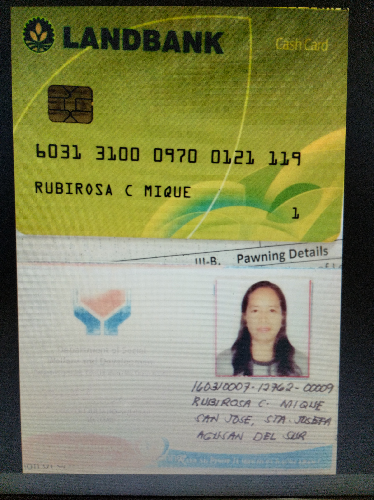 LANDBANK
Cash Card
6031 3100 0970 0121 119
RUBIROSA C MIQUE
1
III-B. Pawning Details
160310007-12762-00009
RUBIROSA C. MIQUE
SAN JOSE, STA. JOSEFA
AGUSAN DEL SUR